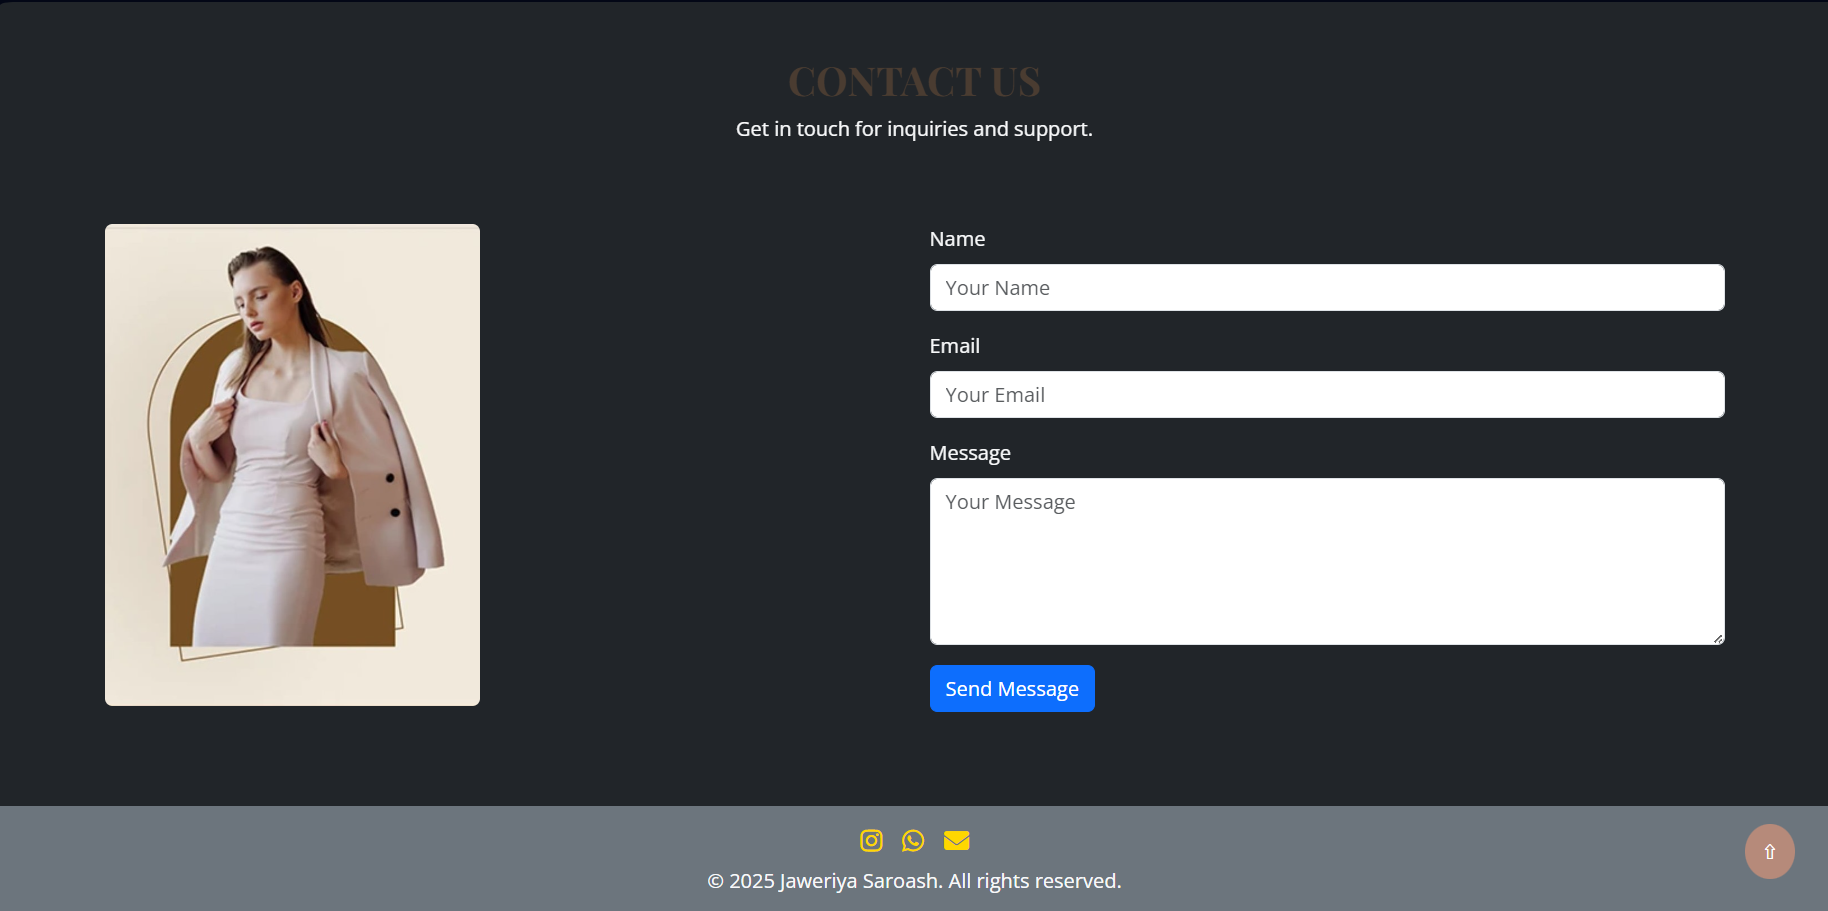 CONTACT US
Get in touch for inquiries and support.
Name
Your Name
Email
Your Email
Message
Your Message
Send Message
⇧
© 2025 Jaweriya Saroash. All rights reserved.